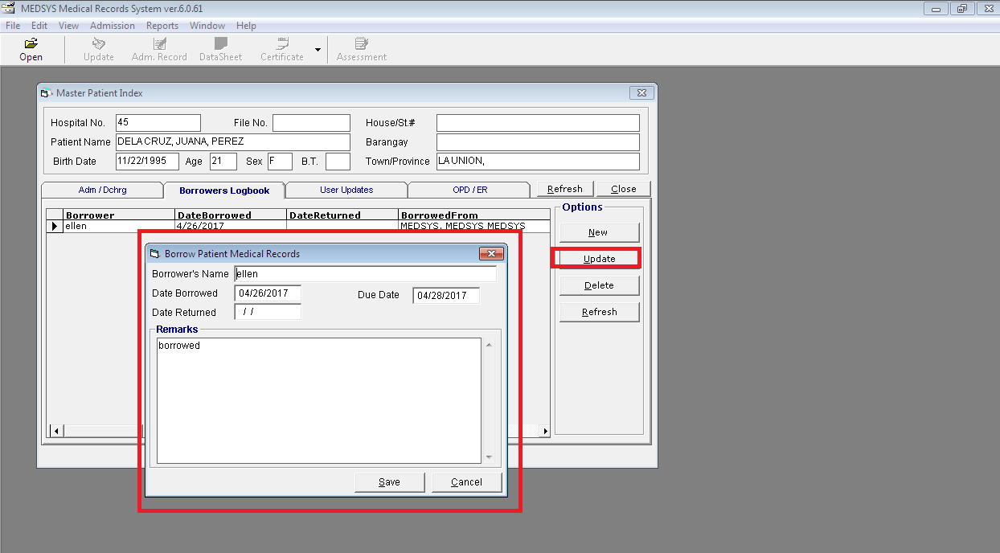 MEDSYS Medical Records System ver.6.0.61
File Edit View Admission Reports Window Help
Open Update Adm. Record DataSheet Certificate Assessment
Master Patient Index
Hospital No. 45 File No. House/St.#
Patient Name DELA CRUZ, JUANA, PEREZ Barangay
Birth Date 11/22/1995 Age 21 Sex F B.T. Town/Province LA UNION,
Adm / Dchrg Borrowers Logbook User Updates OPD / ER Refresh Close
Borrower DateBorrowed DateReturned BorrowedFrom
ellen 4/26/2017 MEDSYS, MEDSYS MEDSYS
Options
New
Update
Delete
Refresh
Borrow Patient Medical Records
Borrower's Name ellen
Date Borrowed 04/26/2017 Due Date 04/28/2017
Date Returned / /
Remarks
borrowed
Save Cancel